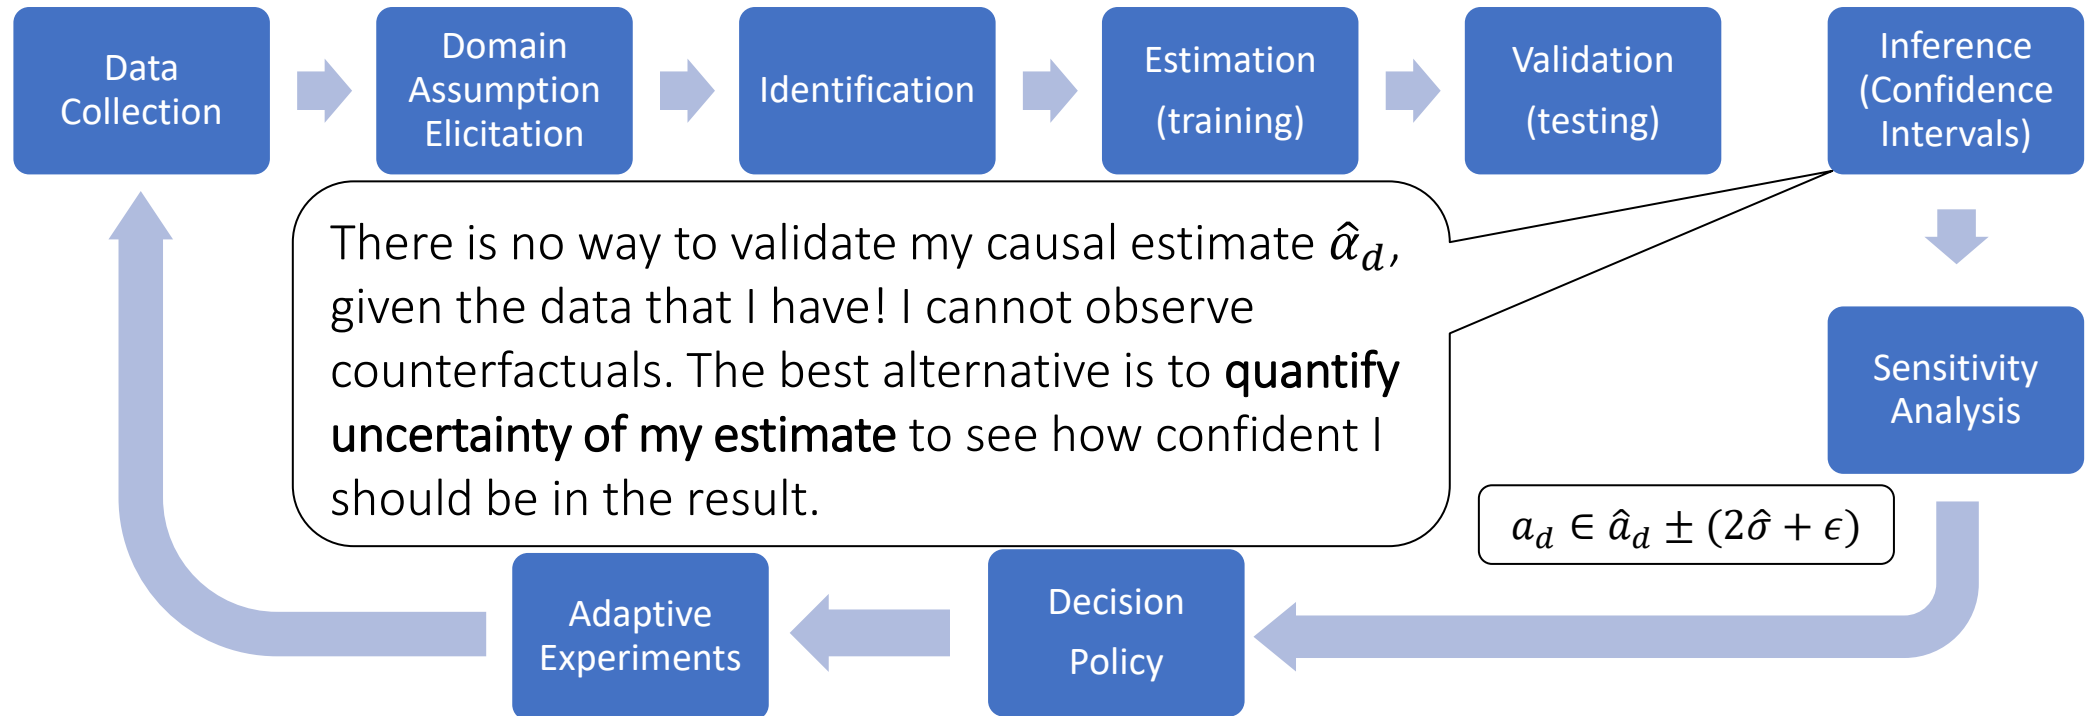 Data
Collection
Domain
Assumption
Elicitation
Identification
Estimation
(training)
Validation
(testing)
Inference
(Confidence
Intervals)
There is no way to validate my causal estimate α̂_d,
given the data that I have! I cannot observe
counterfactuals. The best alternative is to quantify
uncertainty of my estimate to see how confident I
should be in the result.
Sensitivity
Analysis
a_d ∈ â_d ± (2σ̂ + ϵ)
Decision
Policy
Adaptive
Experiments